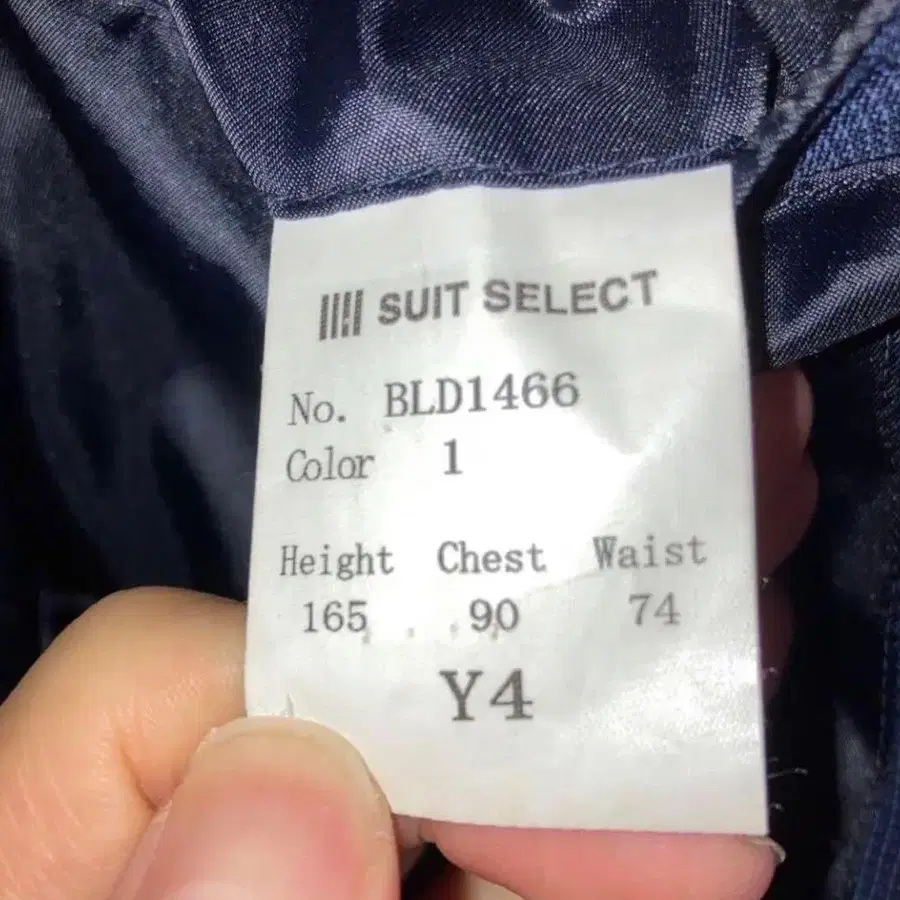 SUIT SELECT
No. BLD1466
Color 1
Height Chest Waist
165 90 74
Y4